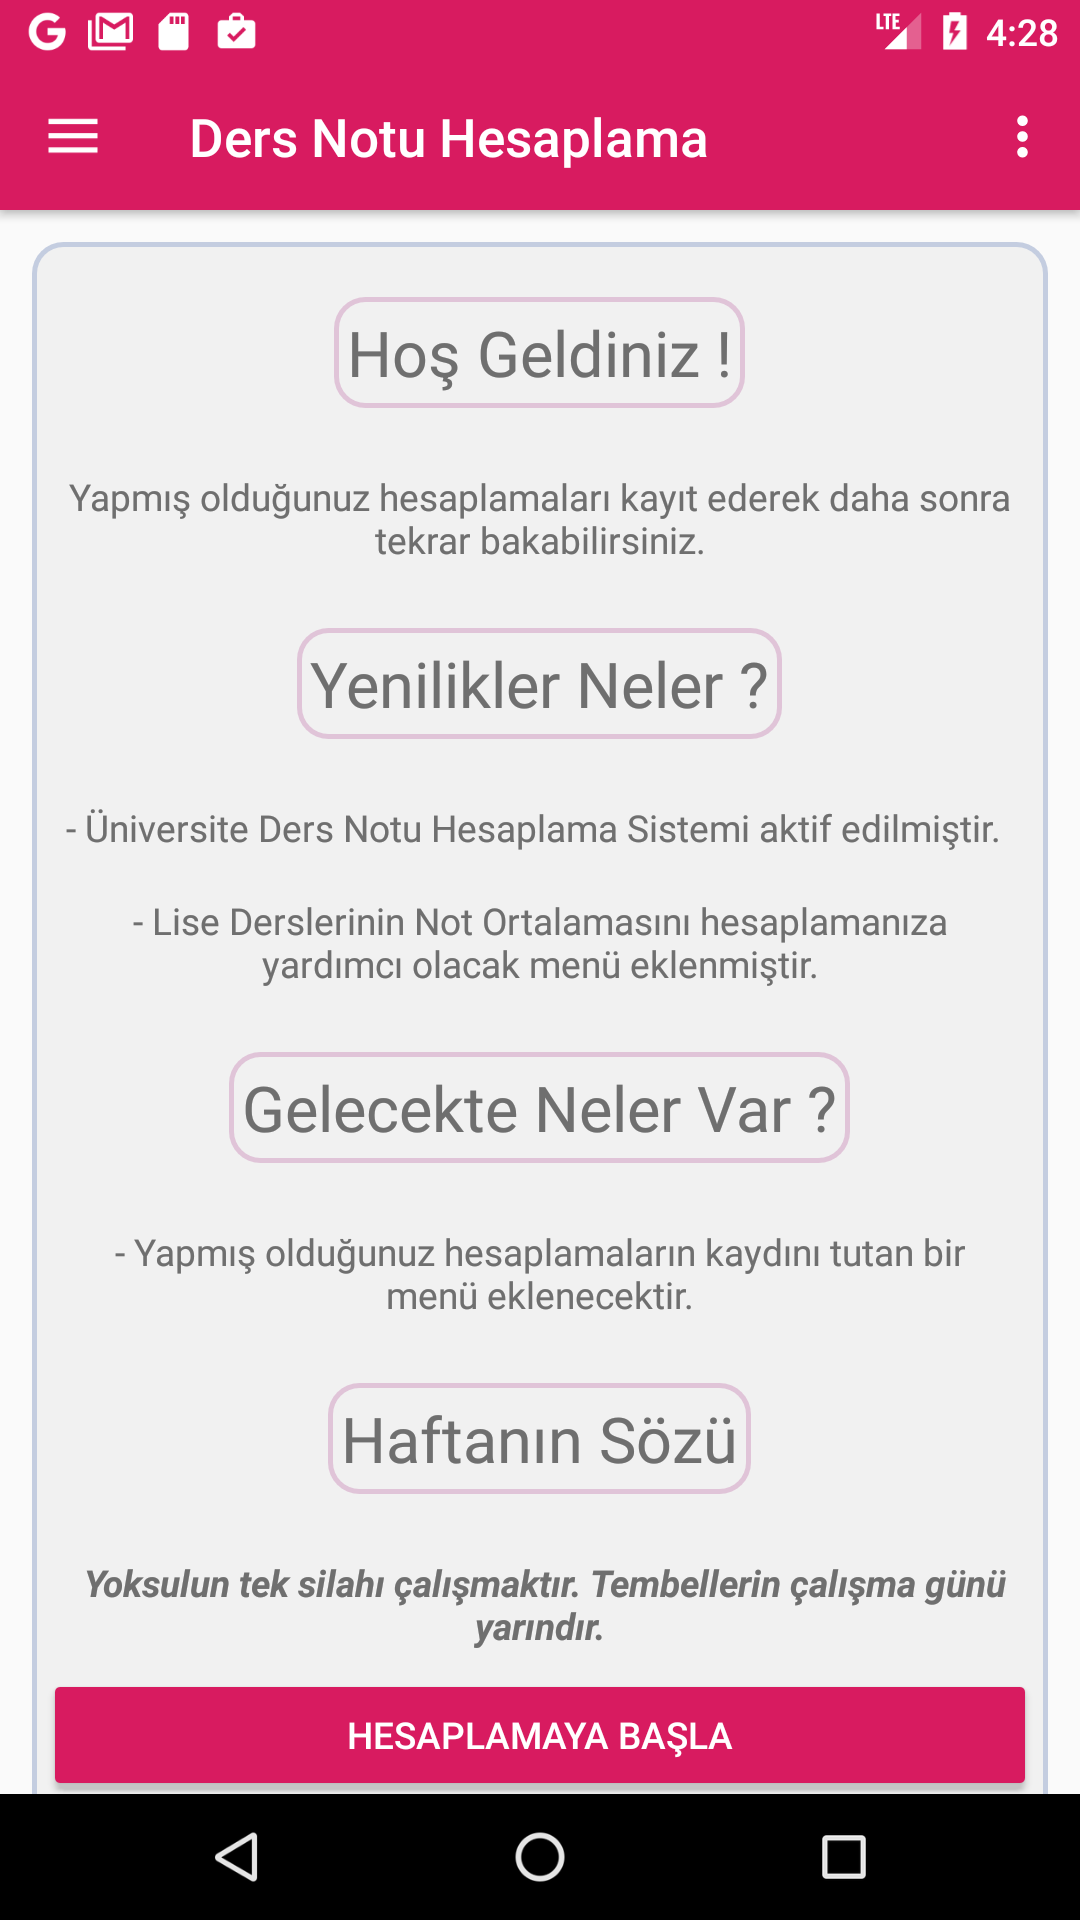 LTE 4:28
Ders Notu Hesaplama
Hoş Geldiniz !
Yapmış olduğunuz hesaplamaları kayıt ederek daha sonra
tekrar bakabilirsiniz.
Yenilikler Neler ?
- Üniversite Ders Notu Hesaplama Sistemi aktif edilmiştir.
- Lise Derslerinin Not Ortalamasını hesaplamanıza
yardımcı olacak menü eklenmiştir.
Gelecekte Neler Var ?
- Yapmış olduğunuz hesaplamaların kaydını tutan bir
menü eklenecektir.
Haftanın Sözü
Yoksulun tek silahı çalışmaktır. Tembellerin çalışma günü
yarındır.
HESAPLAMAYA BAŞLA